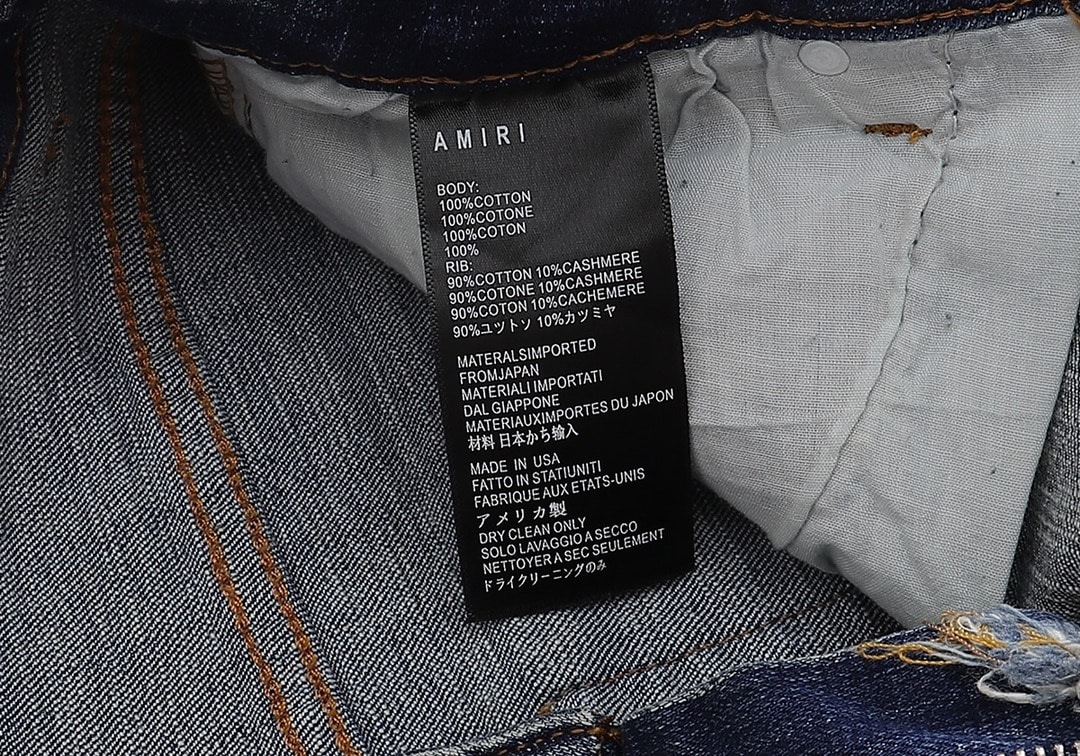 AMIRI
BODY:
100%COTTON
100%COTONE
100%COTON
100%
RIB:
90%COTTON 10%CASHMERE
90%COTONE 10%CASHMERE
90%COTON 10%CACHEMERE
90%ユツトソ 10%カツミヤ
MATERALSIMPORTED
FROMJAPAN
MATERIALI IMPORTATI
DAL GIAPPONE
MATERIAUXIMPORTES DU JAPON
材料 日本かち输入
MADE IN USA
FATTO IN STATIUNITI
FABRIQUE AUX ETATS-UNIS
アメリカ製
DRY CLEAN ONLY
SOLO LAVAGGIO A SECCO
NETTOYER A SEC SEULEMENT
ドライクリーニングのみ